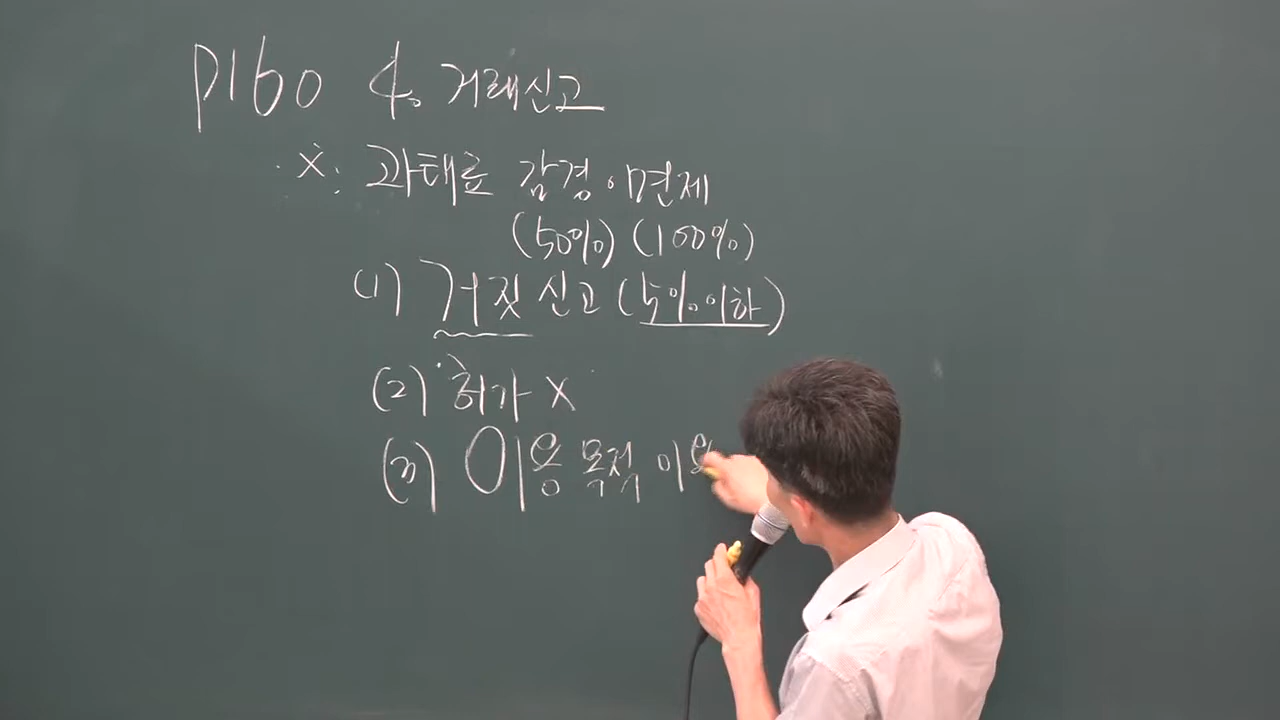 P160 4. 거래신고
※: 과태료 감경 이면제
(50%) (100%)
(1) 거짓신고 (5%이하)
(2) 허가 X
(3) 이용 목적 이용